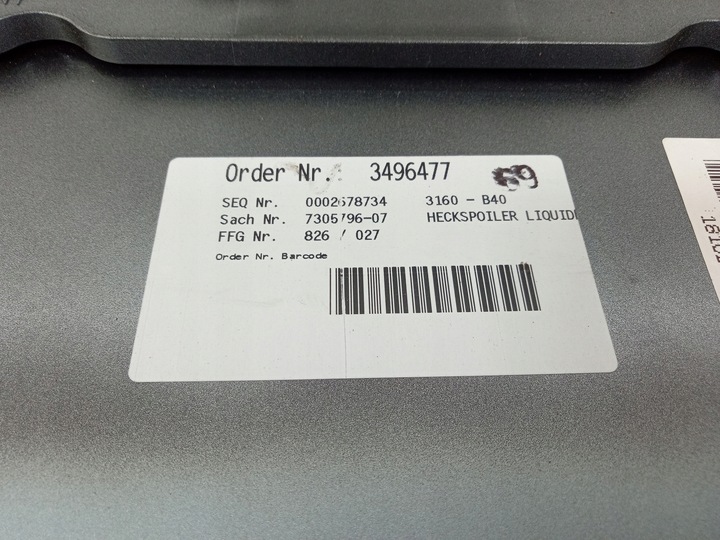 Order Nr. 3496477 69
SEQ Nr. 0002678734 3160 - B40
Sach Nr. 7305796-07 HECKSPOILER LIQUID
FFG Nr. 826 / 027
Order Nr. Barcode